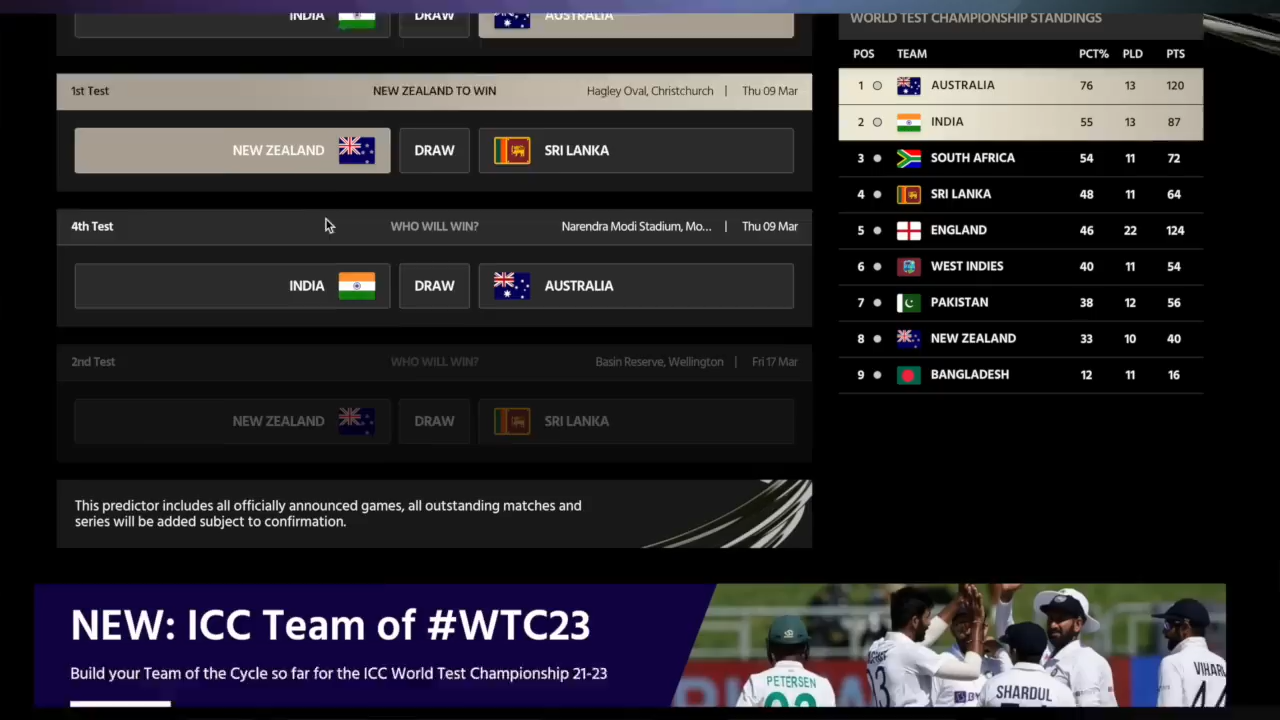 INDIA DRAW AUSTRALIA
1st Test NEW ZEALAND TO WIN Hagley Oval, Christchurch | Thu 09 Mar
NEW ZEALAND DRAW SRI LANKA
4th Test WHO WILL WIN? Narendra Modi Stadium, Mo... | Thu 09 Mar
INDIA DRAW AUSTRALIA
2nd Test WHO WILL WIN? Basin Reserve, Wellington | Fri 17 Mar
NEW ZEALAND DRAW SRI LANKA
This predictor includes all officially announced games, all outstanding matches and
series will be added subject to confirmation.
WORLD TEST CHAMPIONSHIP STANDINGS
POS TEAM PCT% PLD PTS
1 AUSTRALIA 76 13 120
2 INDIA 55 13 87
3 SOUTH AFRICA 54 11 72
4 SRI LANKA 48 11 64
5 ENGLAND 46 22 124
6 WEST INDIES 40 11 54
7 PAKISTAN 38 12 56
8 NEW ZEALAND 33 10 40
9 BANGLADESH 12 11 16
NEW: ICC Team of #WTC23
Build your Team of the Cycle so far for the ICC World Test Championship 21-23
PETERSEN
SHARDUL
VIHARI